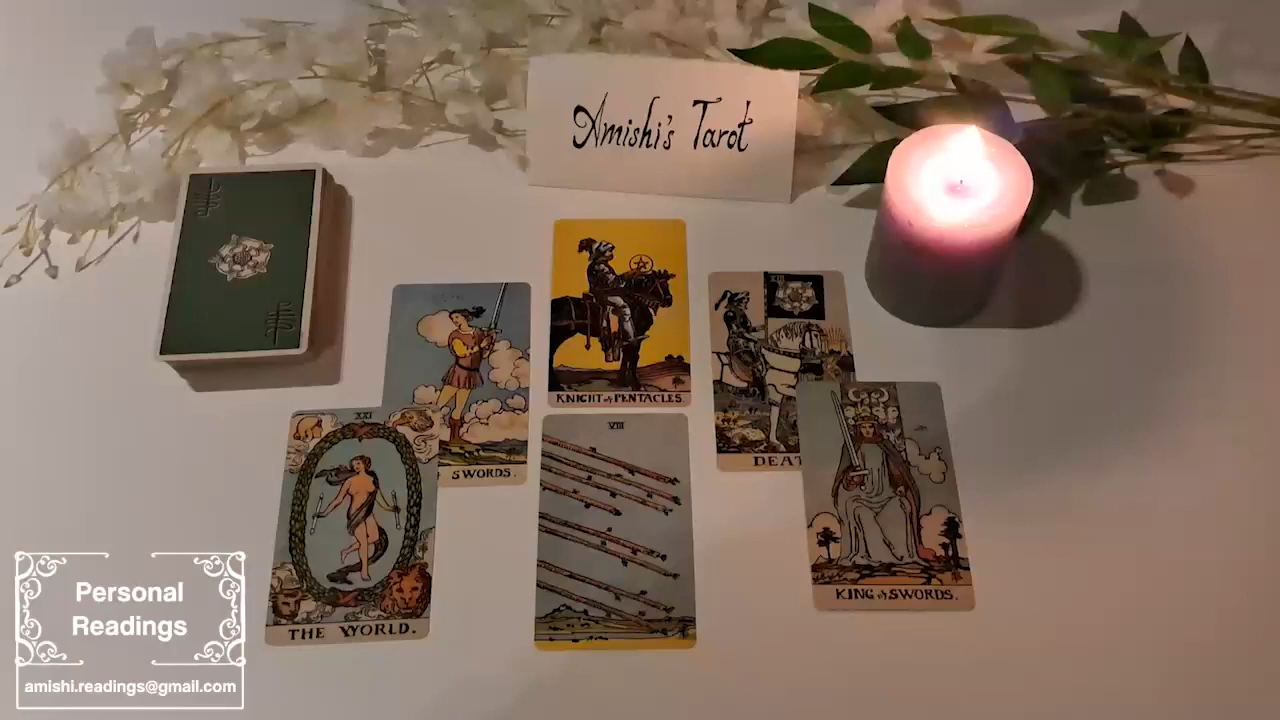 Amishi's Tarot
KNIGHT of PENTACLES.
XIII
SWORDS.
DEAT
XXI
VIII
THE WORLD.
KING of SWORDS.
Personal
Readings
amishi.readings@gmail.com